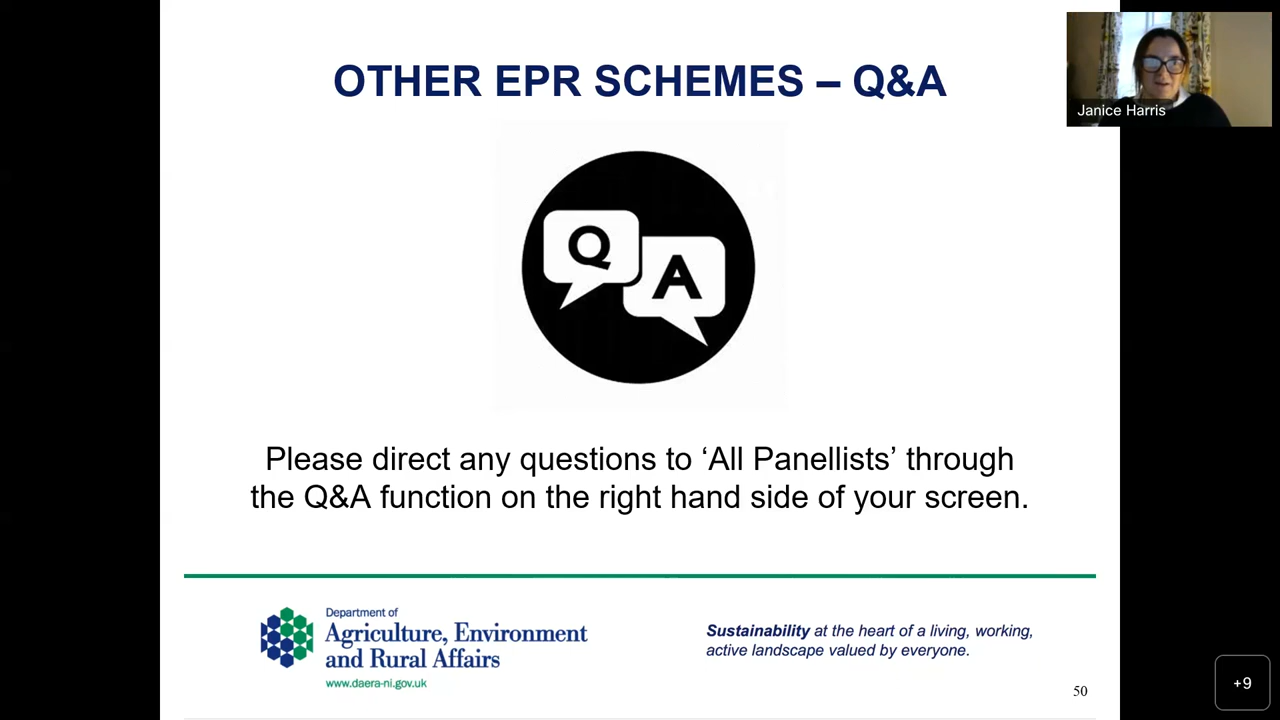 OTHER EPR SCHEMES – Q&A
Janice Harris
Q
A
Please direct any questions to ‘All Panellists’ through
the Q&A function on the right hand side of your screen.
Department of
Agriculture, Environment
and Rural Affairs
www.daera-ni.gov.uk
Sustainability at the heart of a living, working,
active landscape valued by everyone.
50
+9